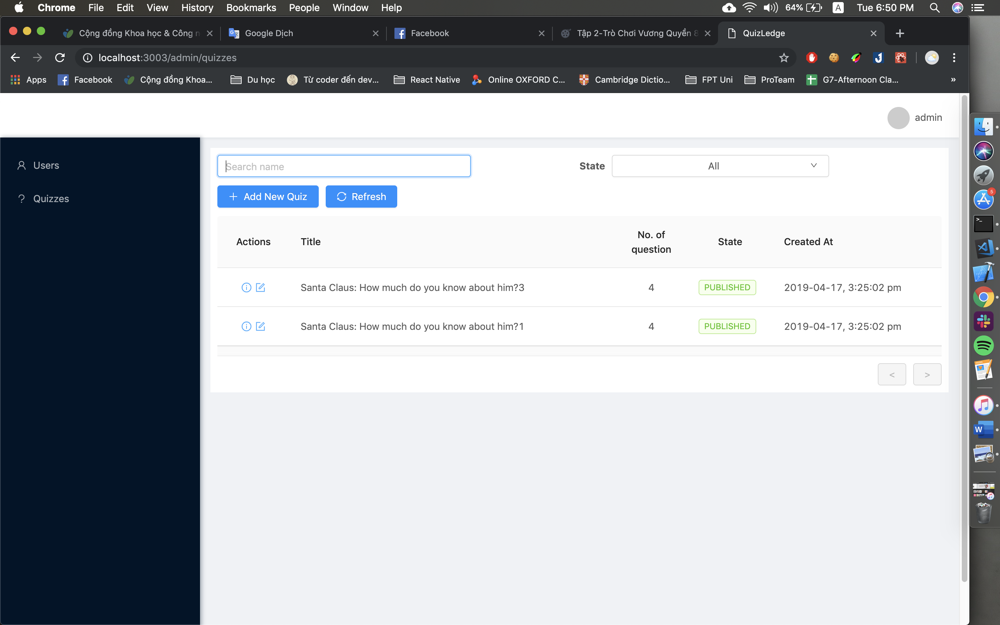 Chrome File Edit View History Bookmarks People Window Help 64% A Tue 6:50 PM
Cộng đồng Khoa học & Công n Google Dịch Facebook Tập 2-Trò Chơi Vương Quyền 8 QuizLedge
localhost:3003/admin/quizzes
Apps Facebook Cộng đồng Khoa... Du học Từ coder đến dev... React Native Online OXFORD C... Cambridge Dictio... FPT Uni ProTeam G7-Afternoon Cla... »
admin
Users
Quizzes
Search name State All
Add New Quiz Refresh
Actions Title No. of question State Created At
Santa Claus: How much do you know about him?3 4 PUBLISHED 2019-04-17, 3:25:02 pm
Santa Claus: How much do you know about him?1 4 PUBLISHED 2019-04-17, 3:25:02 pm
< >
5
W